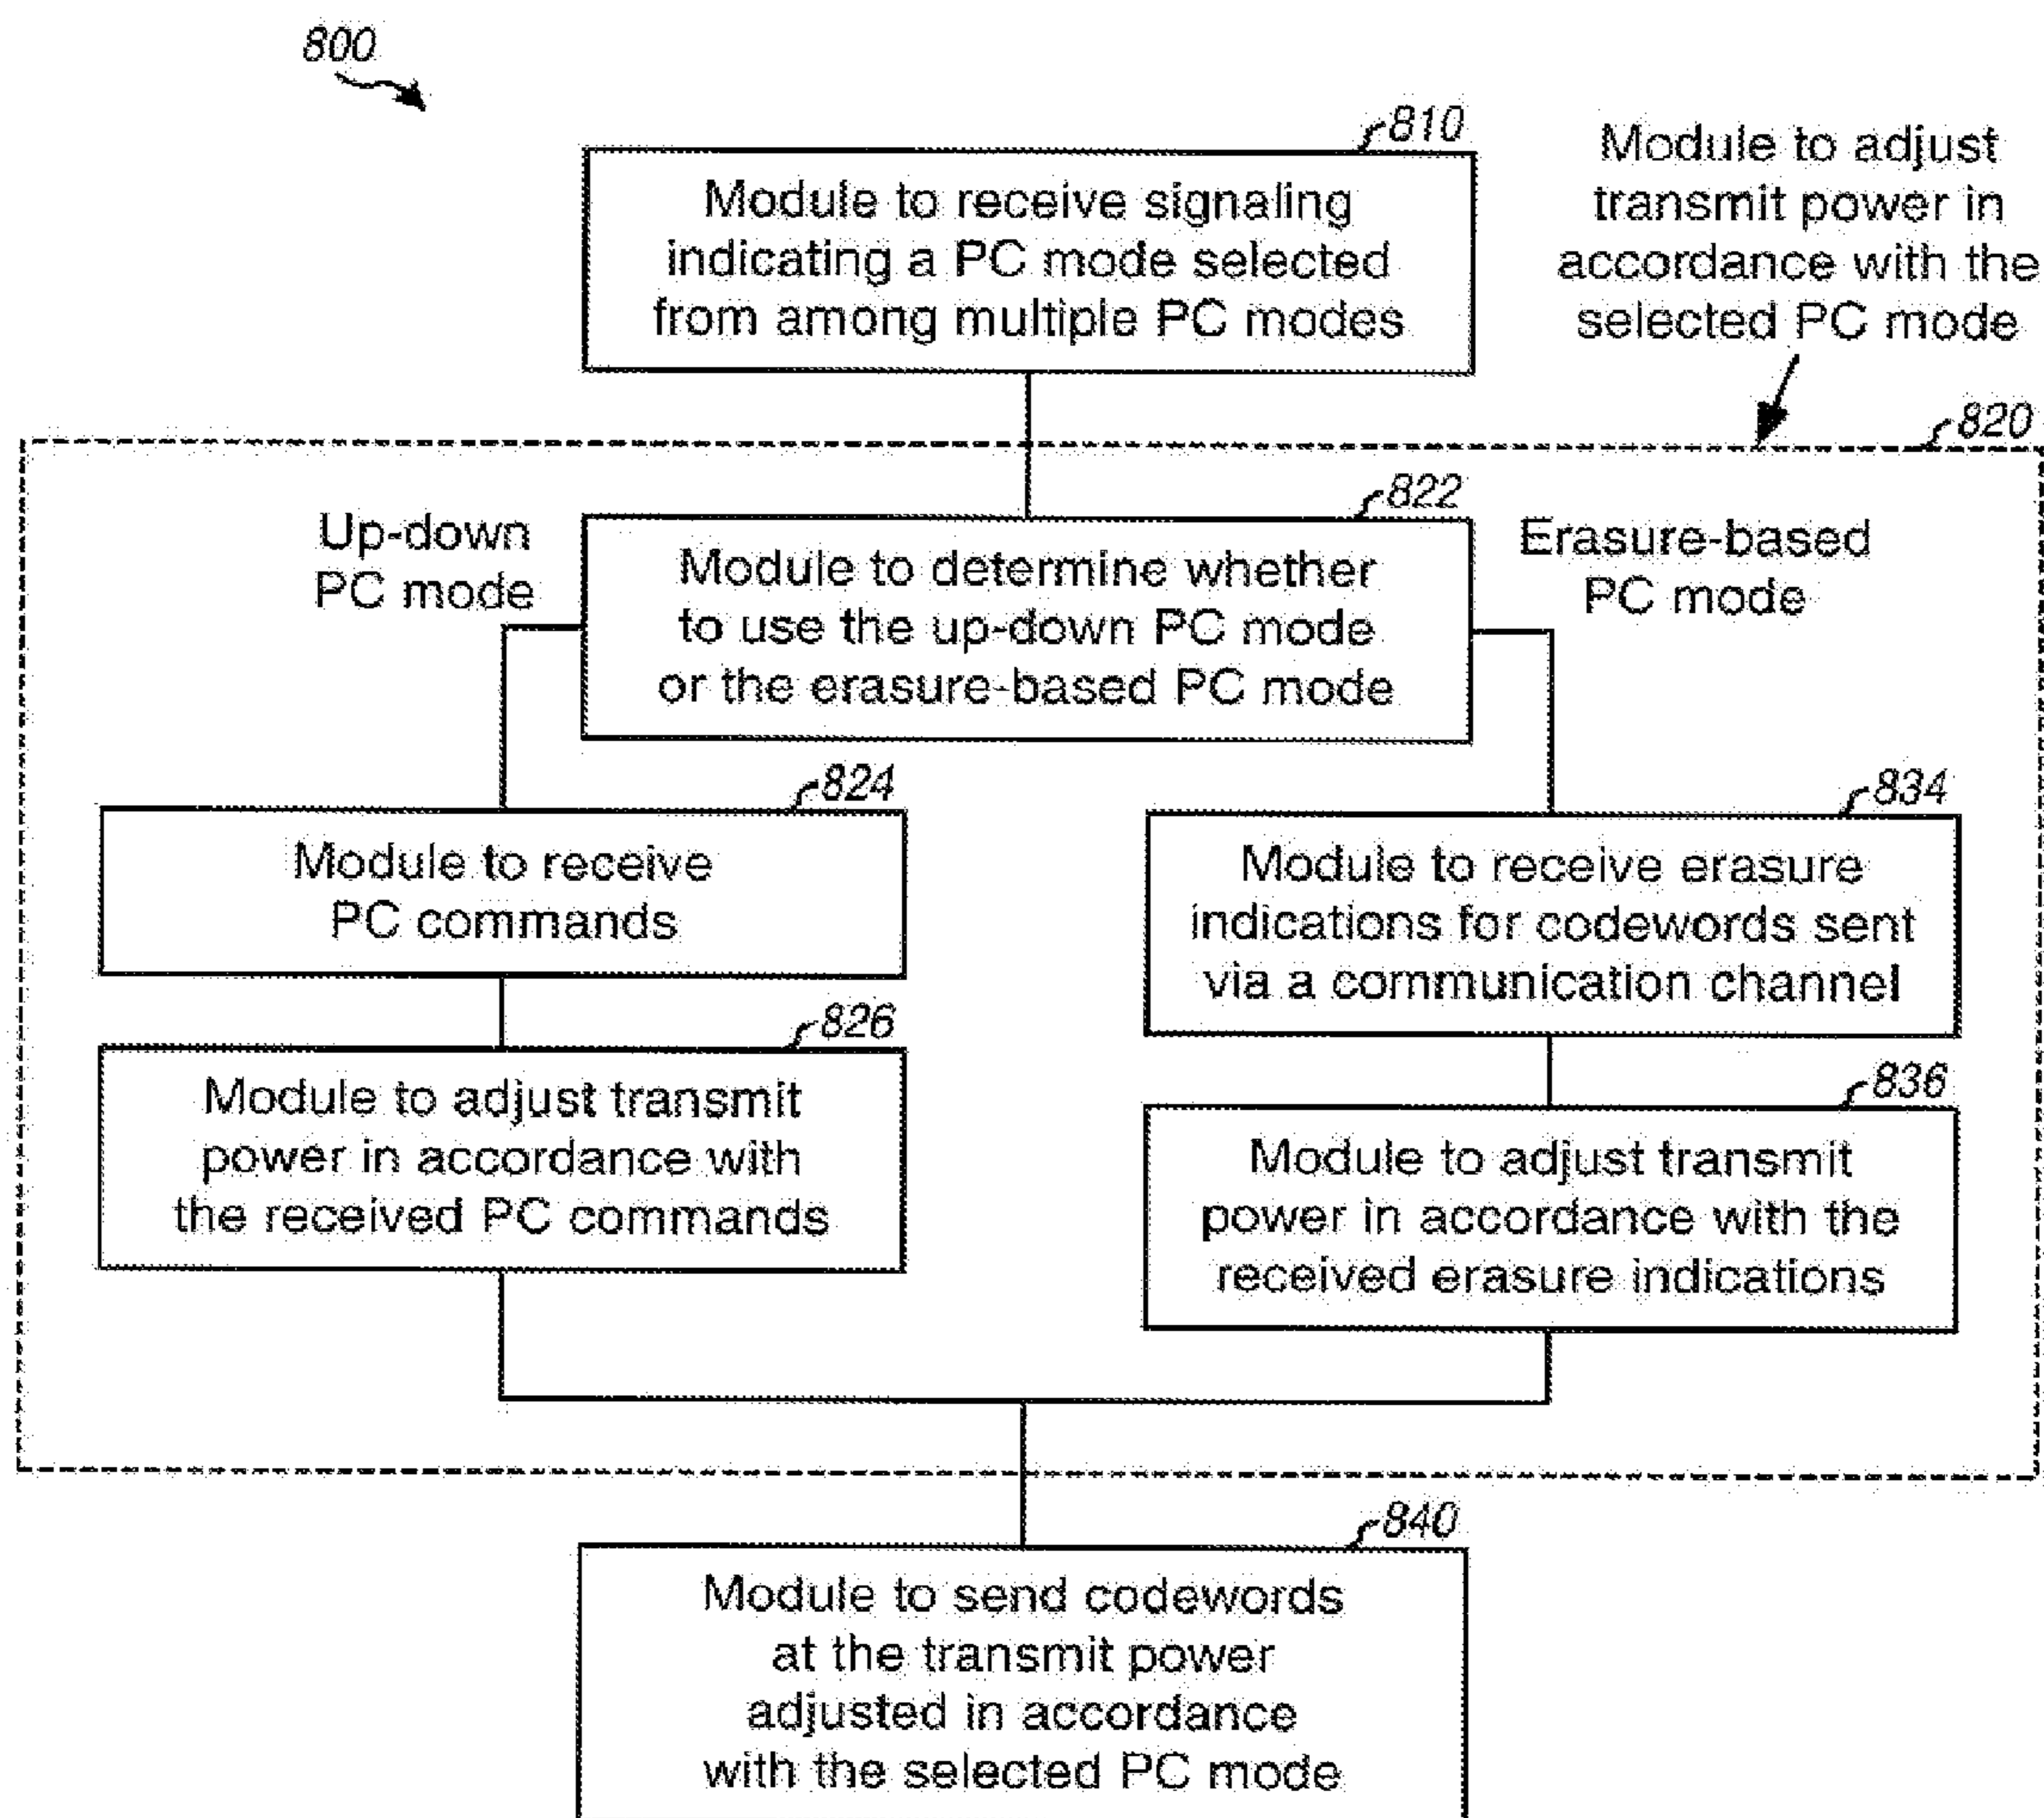 800
810
Module to receive signaling
indicating a PC mode selected
from among multiple PC modes
Module to adjust
transmit power in
accordance with the
selected PC mode
820
Up-down
PC mode
822
Module to determine whether
to use the up-down PC mode
or the erasure-based PC mode
Erasure-based
PC mode
824
Module to receive
PC commands
834
Module to receive erasure
indications for codewords sent
via a communication channel
826
Module to adjust transmit
power in accordance with
the received PC commands
836
Module to adjust transmit
power in accordance with the
received erasure indications
840
Module to send codewords
at the transmit power
adjusted in accordance
with the selected PC mode